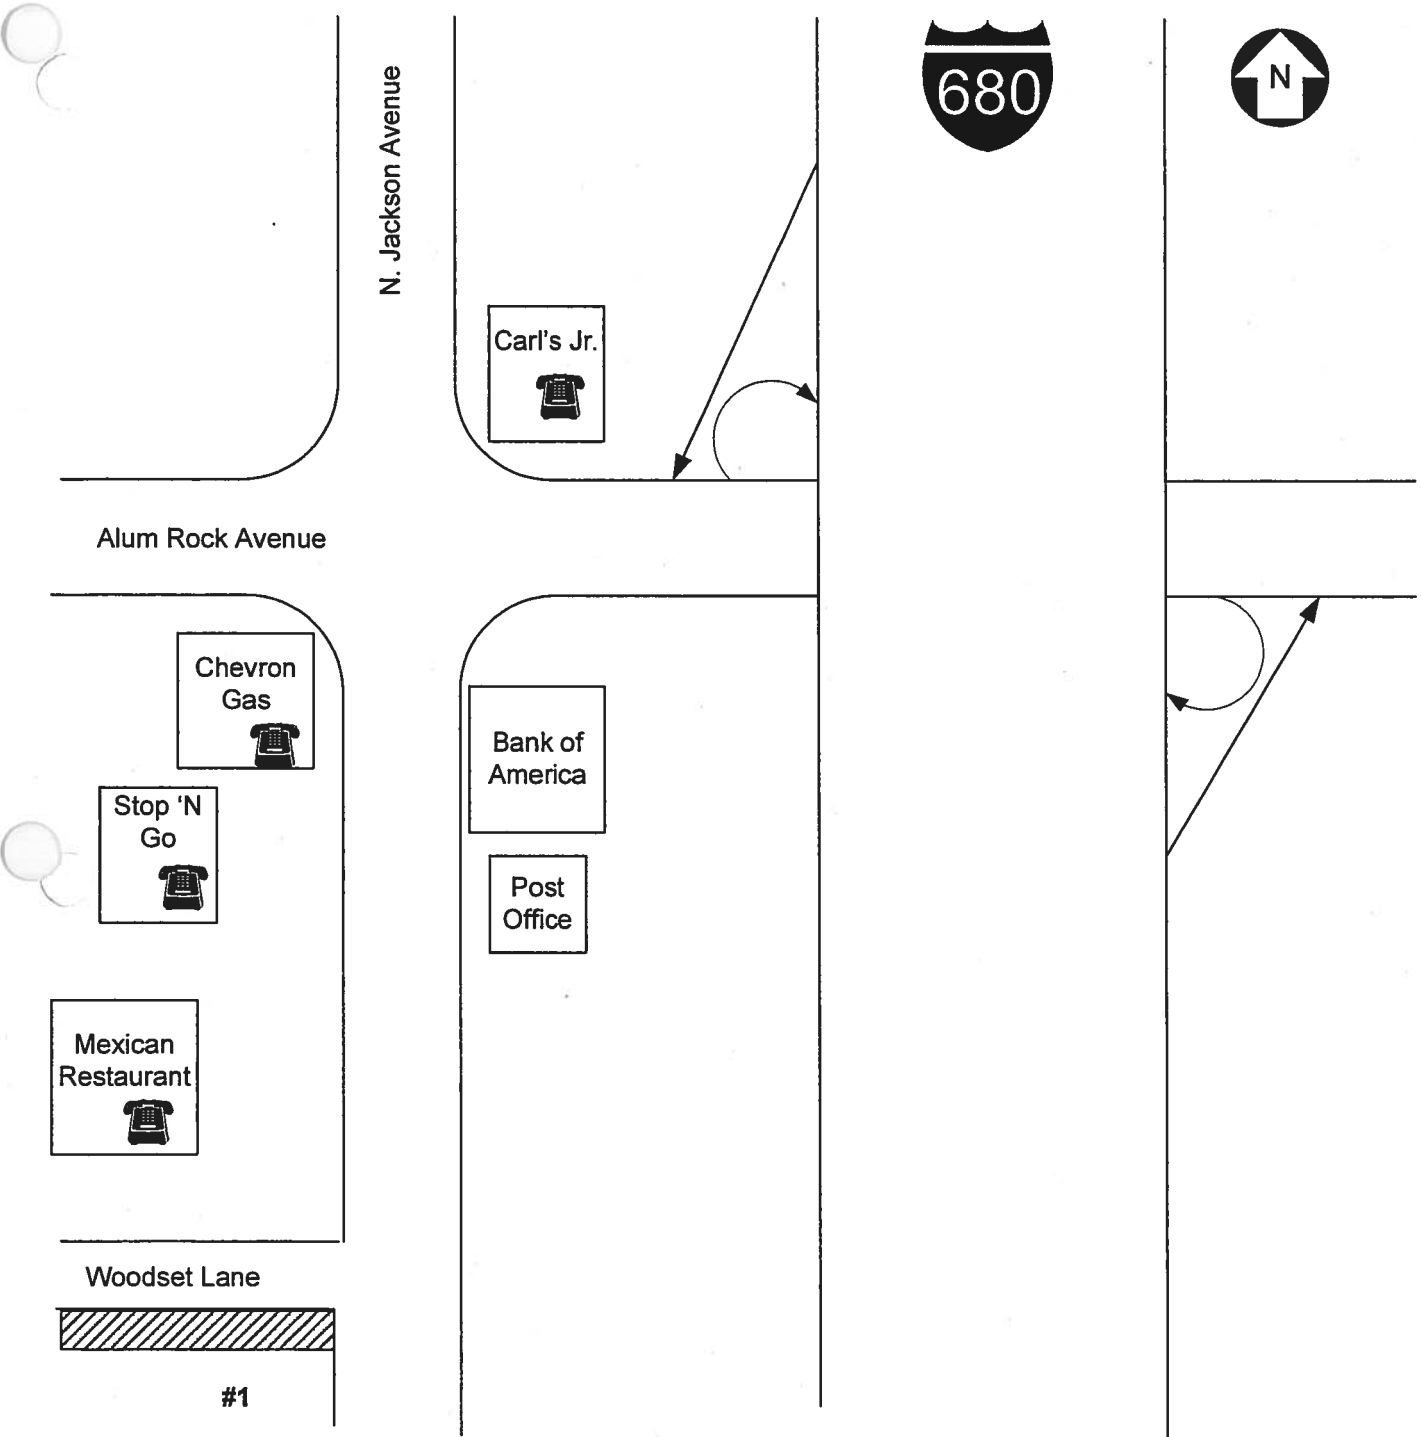 680
N
N. Jackson Avenue
Carl's Jr.
Alum Rock Avenue
Chevron
Gas
Bank of
America
Stop 'N
Go
Post
Office
Mexican
Restaurant
Woodset Lane
#1